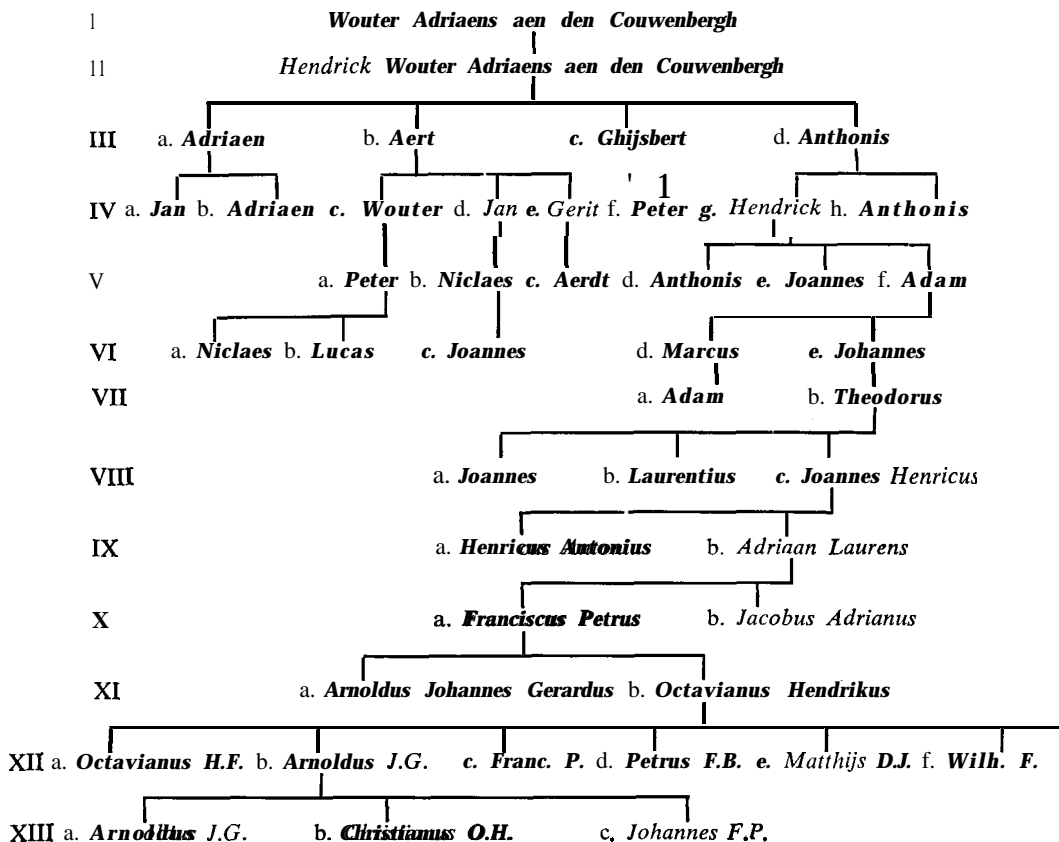 I Wouter Adriaens aen den Couwenbergh
11 Hendrick Wouter Adriaens aen den Couwenbergh
III a. Adriaen b. Aert c. Ghijsbert d. Anthonis
' 1
IV a. Jan b. Adriaen c. Wouter d. Jan e. Gerit f. Peter g. Hendrick h. Anthonis
V a. Peter b. Niclaes c. Aerdt d. Anthonis e. Joannes f. Adam
VI a. Niclaes b. Lucas c. Joannes d. Marcus e. Johannes
VII a. Adam b. Theodorus
VIII a. Joannes b. Laurentius c. Joannes Henricus
IX a. Henricus Antonius b. Adriaan Laurens
X a. Franciscus Petrus b. Jacobus Adrianus
XI a. Arnoldus Johannes Gerardus b. Octavianus Hendrikus
XII a. Octavianus H.F. b. Arnoldus J.G. c. Franc. P. d. Petrus F.B. e. Matthijs D.J. f. Wilh. F.
XIII a. Arnoldus J.G. b. Christianus O.H. c. Johannes F.P.